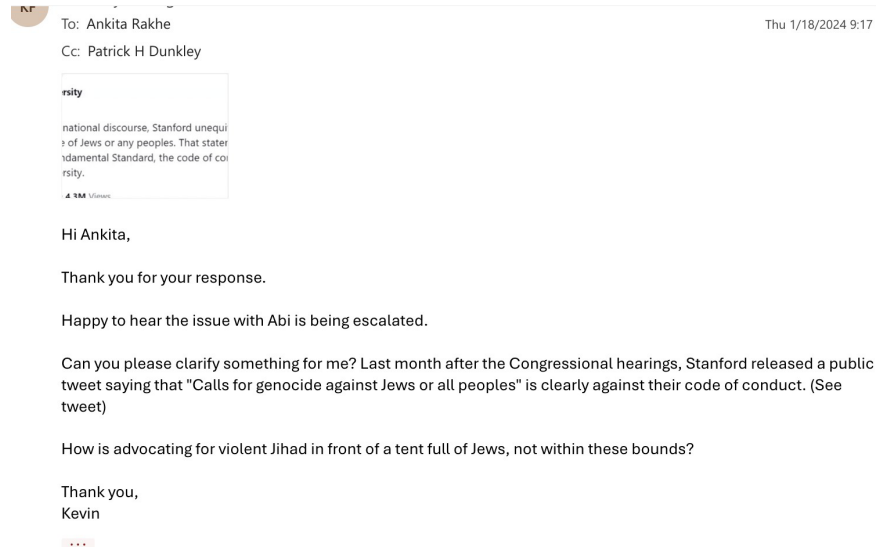 KF
To: Ankita Rakhe
Thu 1/18/2024 9:17
Cc: Patrick H Dunkley
rsity
national discourse, Stanford unequi
e of Jews or any peoples. That stater
ndamental Standard, the code of co
rsity.
4.3M Views
Hi Ankita,
Thank you for your response.
Happy to hear the issue with Abi is being escalated.
Can you please clarify something for me? Last month after the Congressional hearings, Stanford released a public
tweet saying that "Calls for genocide against Jews or all peoples" is clearly against their code of conduct. (See
tweet)
How is advocating for violent Jihad in front of a tent full of Jews, not within these bounds?
Thank you,
Kevin
...